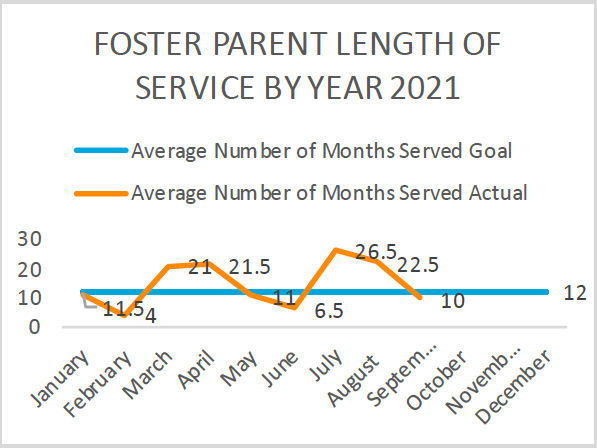 FOSTER PARENT LENGTH OF
SERVICE BY YEAR 2021
Average Number of Months Served Goal
Average Number of Months Served Actual
30
20
10
0
11.5
4
21
21.5
11
6.5
26.5
22.5
10
12
January
February
March
April
May
June
July
August
Septem...
October
Novemb...
December